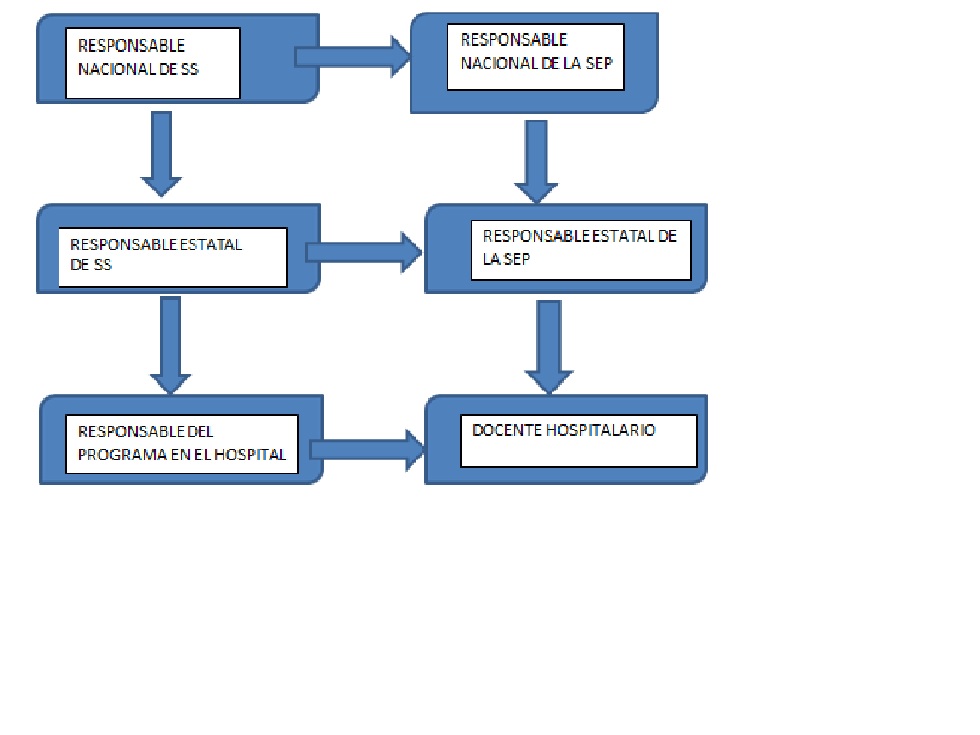 RESPONSABLE
NACIONAL DE SS
RESPONSABLE
NACIONAL DE LA SEP
RESPONSABLE ESTATAL
DE SS
RESPONSABLE ESTATAL DE
LA SEP
RESPONSABLE DEL
PROGRAMA EN EL HOSPITAL
DOCENTE HOSPITALARIO